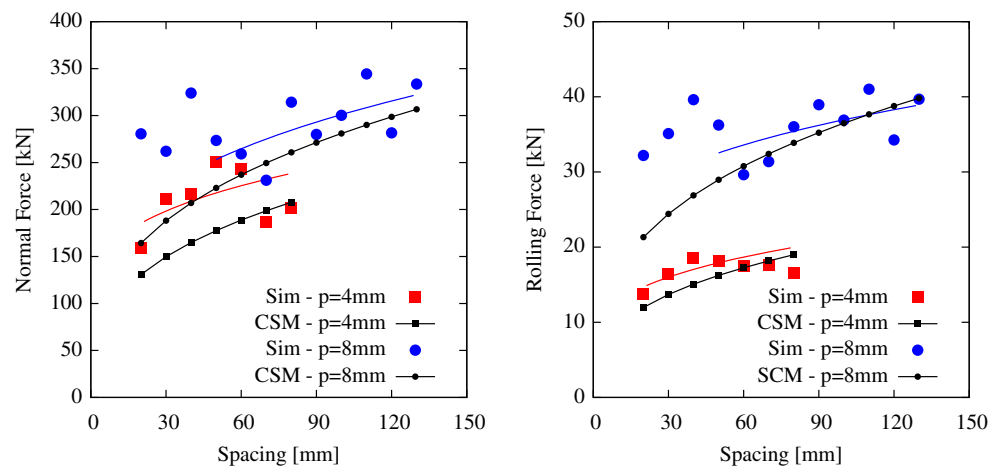 400
350
300
250
200
150
100
50
0
Normal Force [kN]
Sim - p=4mm
CSM - p=4mm
Sim - p=8mm
CSM - p=8mm
0 30 60 90 120 150
Spacing [mm]
50
40
30
20
10
0
Rolling Force [kN]
Sim - p=4mm
CSM - p=4mm
Sim - p=8mm
SCM - p=8mm
0 30 60 90 120 150
Spacing [mm]